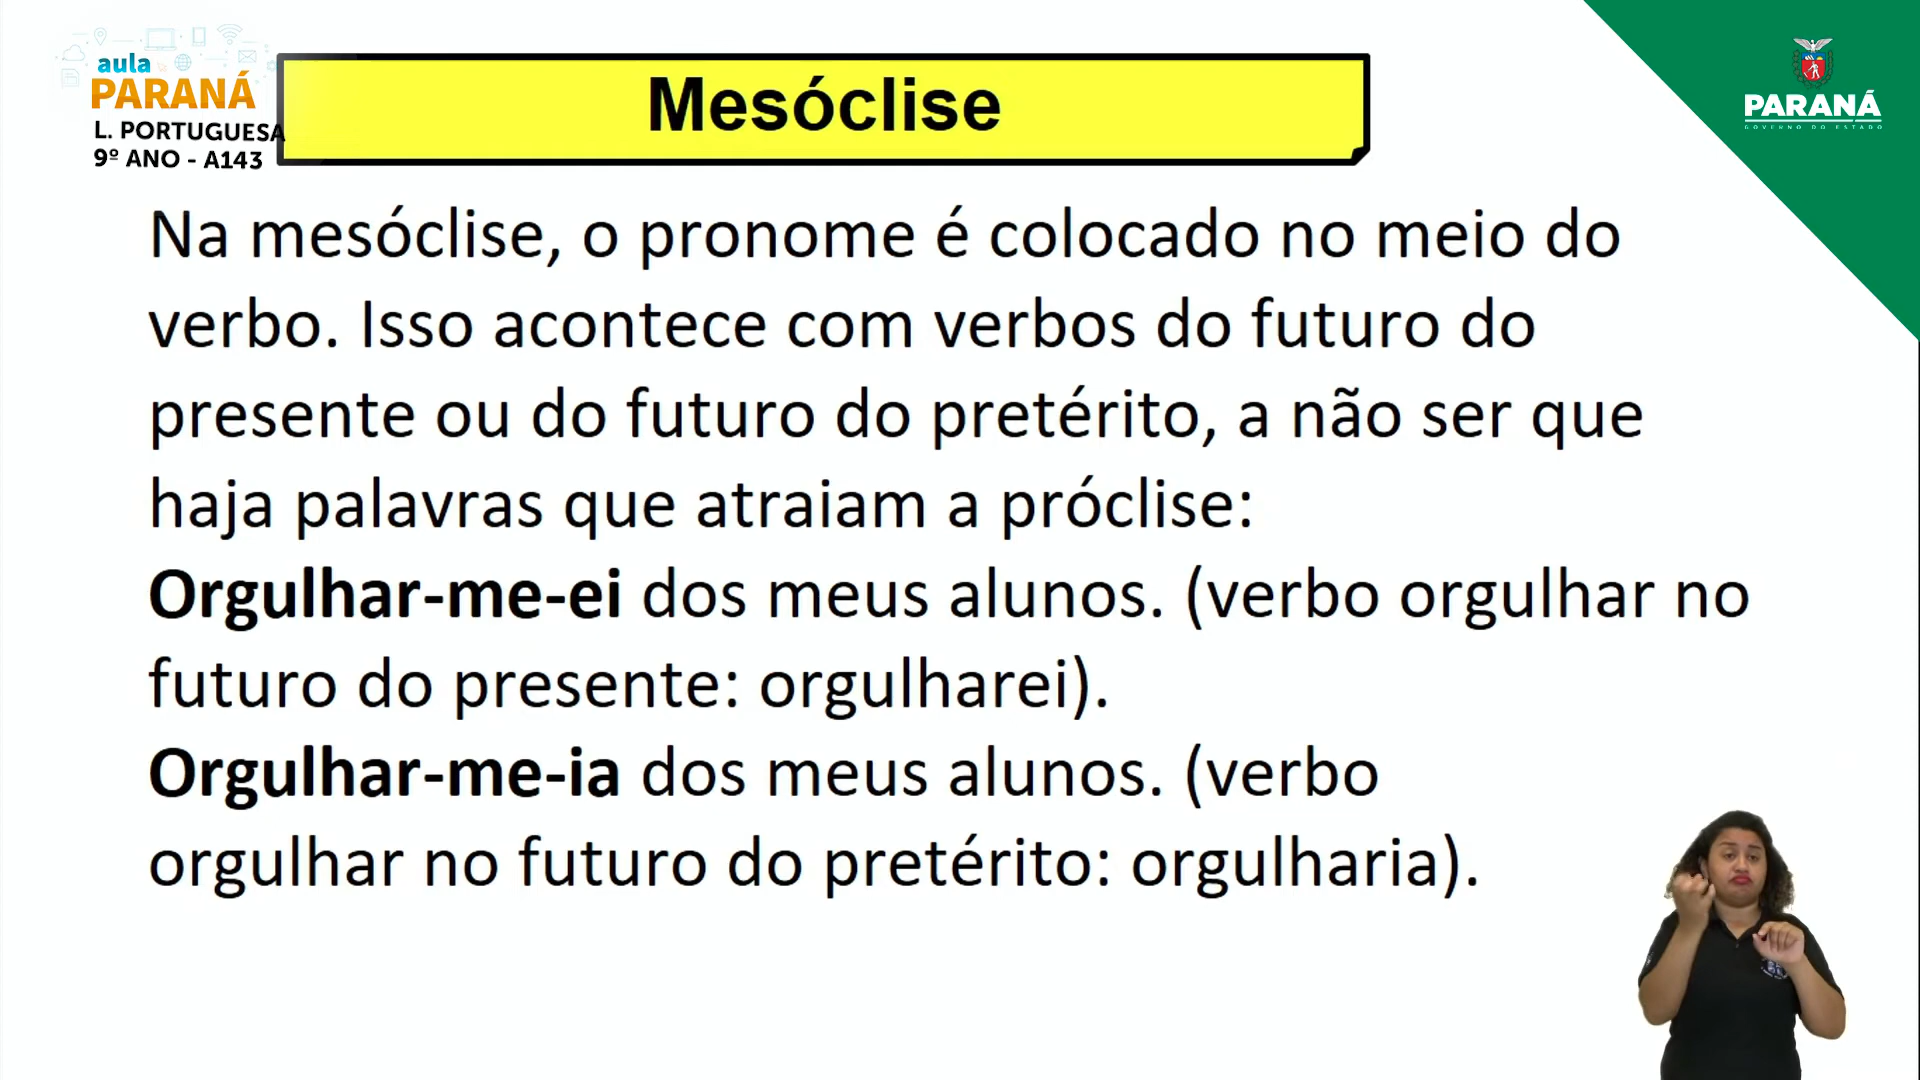 aula
PARANÁ
L. PORTUGUESA
9º ANO - A143
Mesóclise
PARANÁ
GOVERNO DO ESTADO
Na mesóclise, o pronome é colocado no meio do
verbo. Isso acontece com verbos do futuro do
presente ou do futuro do pretérito, a não ser que
haja palavras que atraiam a próclise:
Orgulhar-me-ei dos meus alunos. (verbo orgulhar no
futuro do presente: orgulharei).
Orgulhar-me-ia dos meus alunos. (verbo
orgulhar no futuro do pretérito: orgulharia).